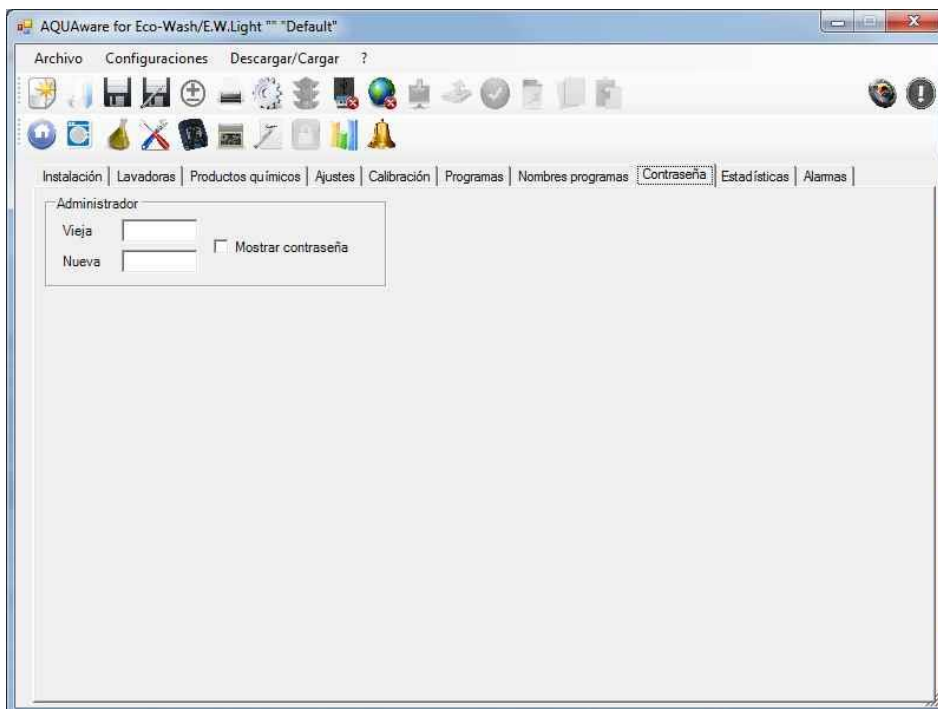 AQUAware for Eco-Wash/E.W.Light "" "Default"
Archivo Configuraciones Descargar/Cargar ?
Instalación Lavadoras Productos químicos Ajustes Calibración Programas Nombres programas Contraseña Estadísticas Alarmas
Administrador
Vieja
Mostrar contraseña
Nueva